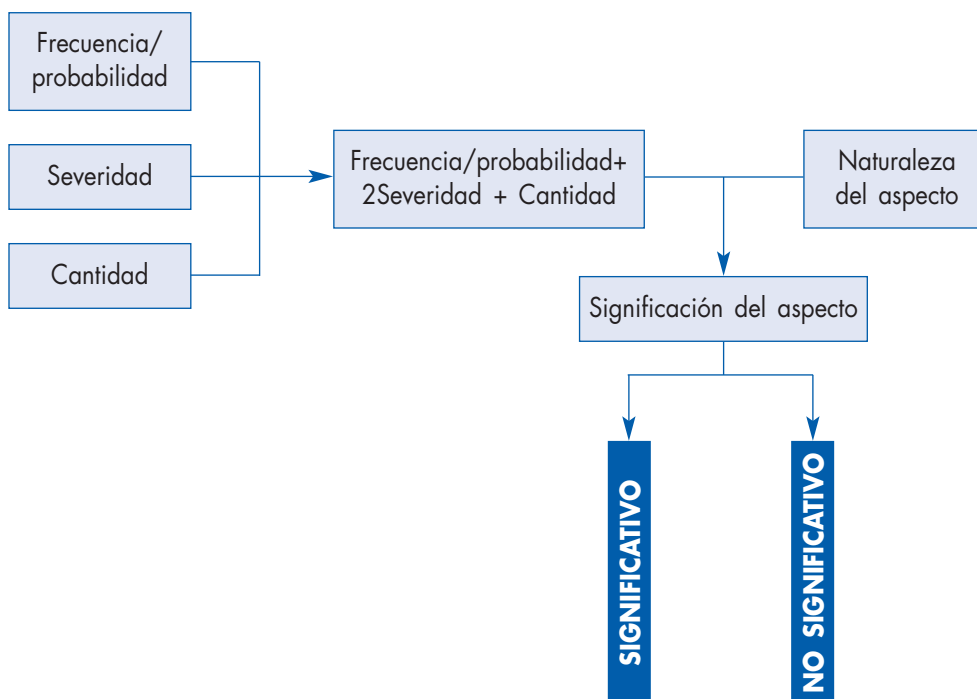 Frecuencia/
probabilidad
Severidad
Cantidad
Frecuencia/probabilidad+
2Severidad + Cantidad
Naturaleza
del aspecto
Significación del aspecto
SIGNIFICATIVO
NO SIGNIFICATIVO